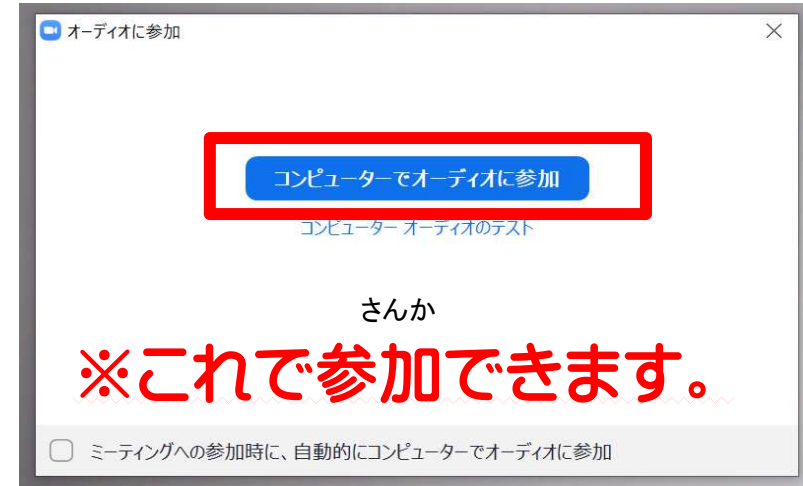 オーディオに参加
コンピューターでオーディオに参加
コンピューター オーディオのテスト
さんか
※これで参加できます。
ミーティングへの参加時に、自動的にコンピューターでオーディオに参加